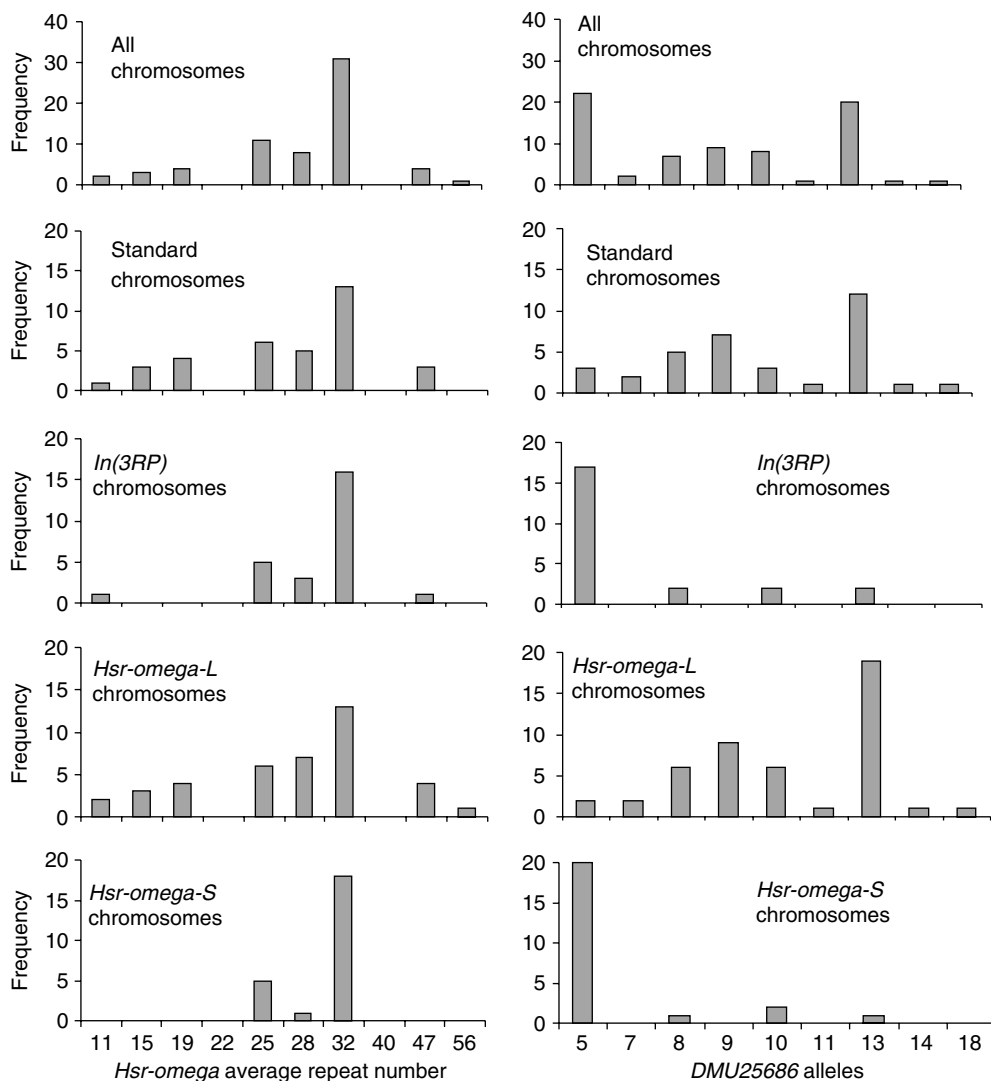 40
30
20
10
0
Frequency
All
chromosomes
40
30
20
10
0
All
chromosomes
20
15
10
5
0
Frequency
Standard
chromosomes
20
15
10
5
0
Standard
chromosomes
20
15
10
5
0
Frequency
In(3RP)
chromosomes
20
15
10
5
0
In(3RP)
chromosomes
20
15
10
5
0
Frequency
Hsr-omega-L
chromosomes
20
15
10
5
0
Hsr-omega-L
chromosomes
20
15
10
5
0
Frequency
Hsr-omega-S
chromosomes
11 15 19 22 25 28 32 40 47 56
Hsr-omega average repeat number
20
15
10
5
0
Hsr-omega-S
chromosomes
5 7 8 9 10 11 13 14 18
DMU25686 alleles